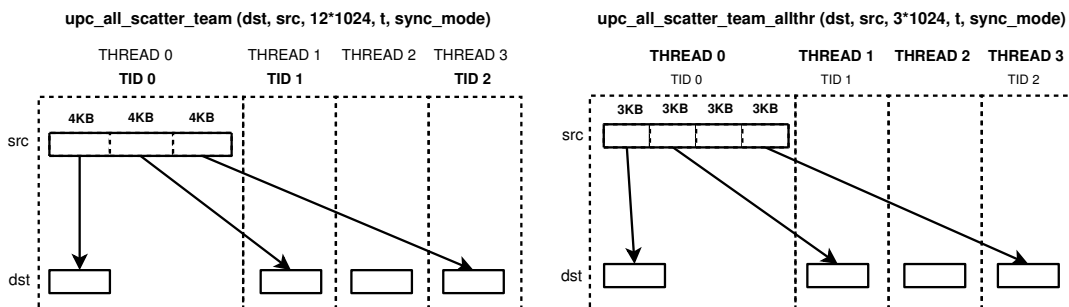 upc_all_scatter_team (dst, src, 12*1024, t, sync_mode)
THREAD 0 THREAD 1 THREAD 2 THREAD 3
TID 0 TID 1 TID 2
4KB 4KB 4KB
src
dst
upc_all_scatter_team_allthr (dst, src, 3*1024, t, sync_mode)
THREAD 0 THREAD 1 THREAD 2 THREAD 3
TID 0 TID 1 TID 2
3KB 3KB 3KB 3KB
src
dst